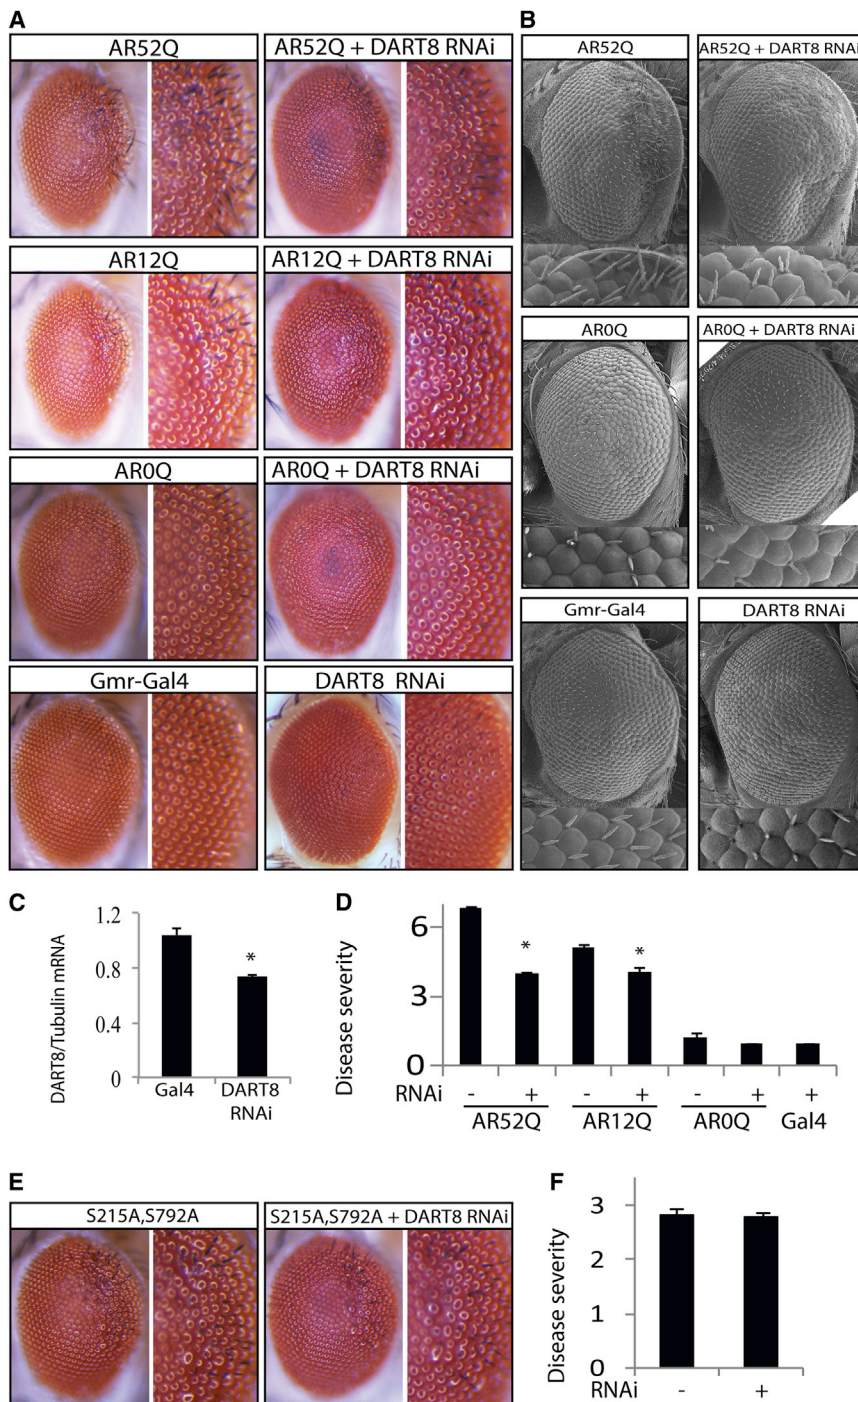 A
AR52Q
AR52Q + DART8 RNAi
AR12Q
AR12Q + DART8 RNAi
AR0Q
AR0Q + DART8 RNAi
Gmr-Gal4
DART8 RNAi
B
AR52Q
AR52Q + DART8 RNAi
AR0Q
AR0Q + DART8 RNAi
Gmr-Gal4
DART8 RNAi
C
DART8/Tubulin mRNA
1.2
0.8
0.4
0
*
Gal4
DART8
RNAi
D
Disease severity
6
3
0
* *
RNAi - + - + - + +
AR52Q AR12Q AR0Q Gal4
E
S215A,S792A
S215A,S792A + DART8 RNAi
F
Disease severity
3
2
1
0
RNAi - +